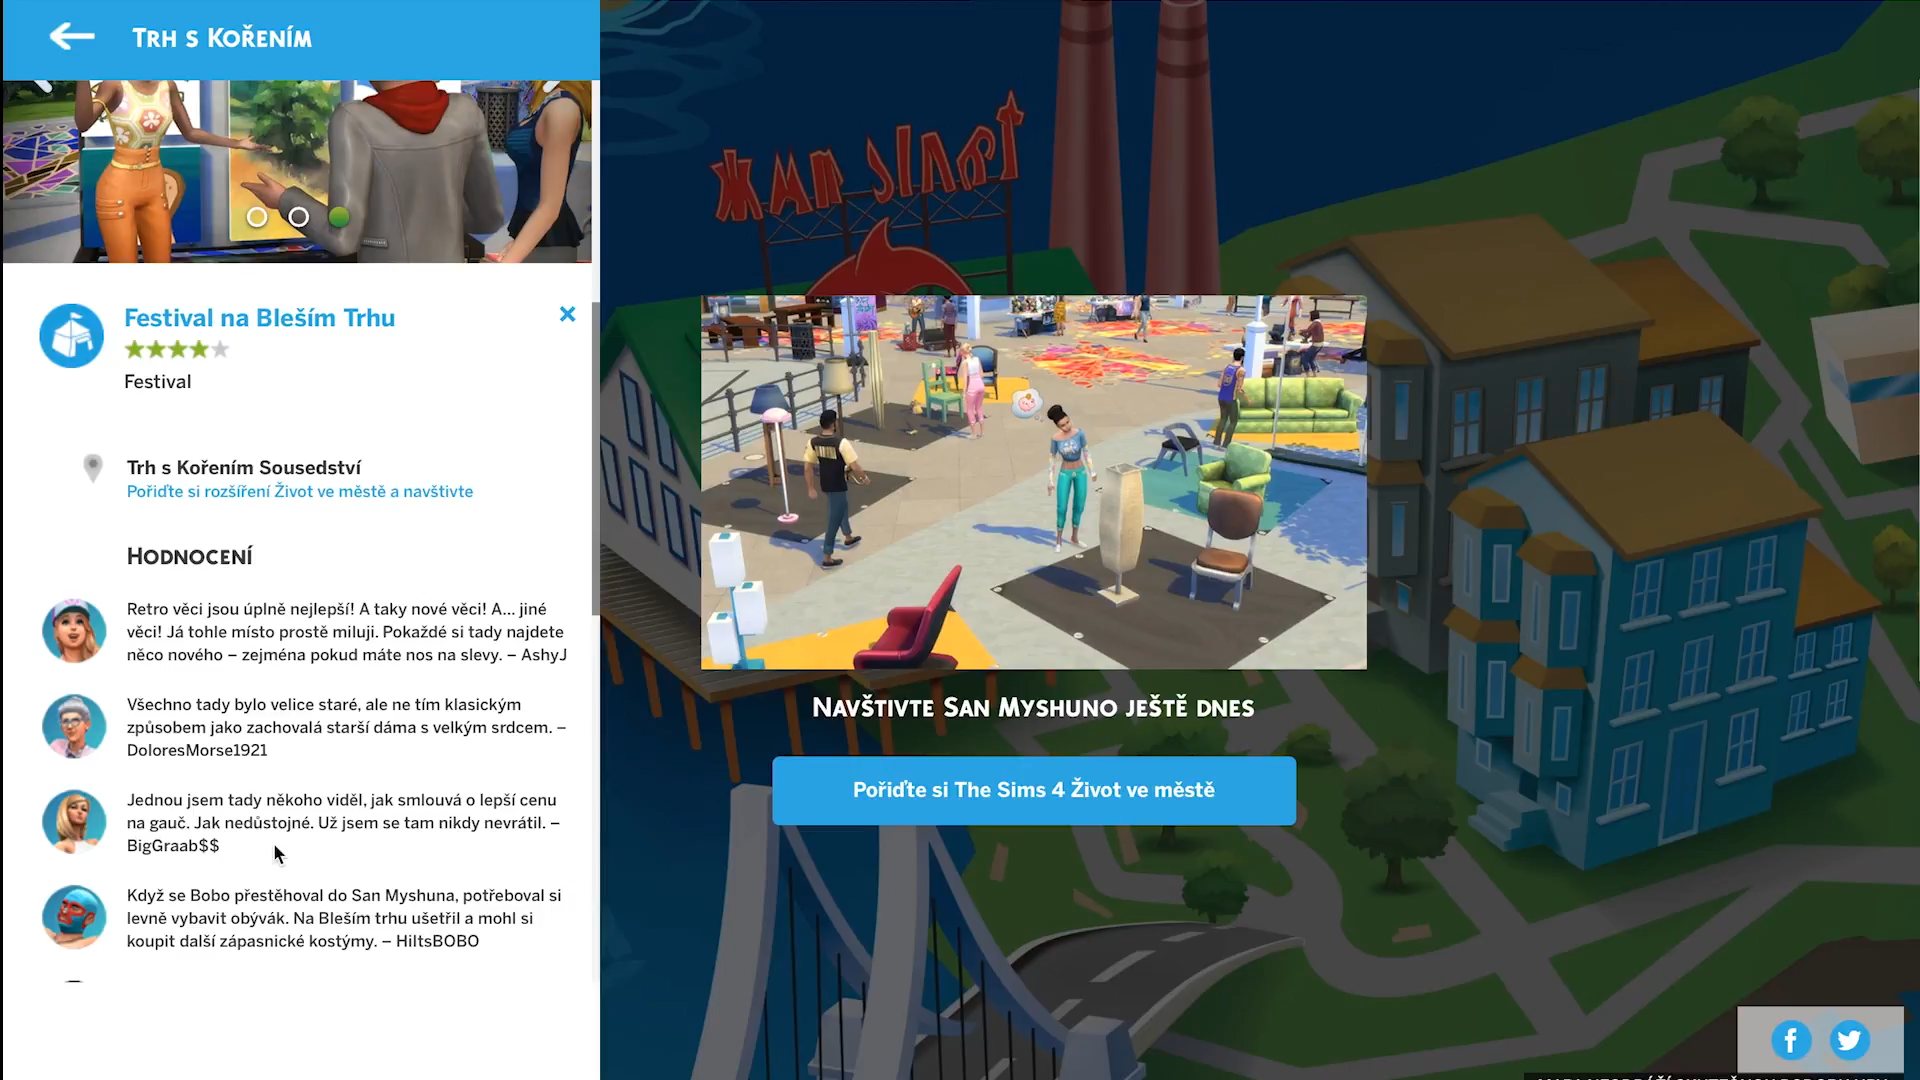 Trh s Kořením
Festival na Bleším Trhu
Festival
Trh s Kořením Sousedství
Pořiďte si rozšíření Život ve městě a navštivte
Hodnocení
Retro věci jsou úplně nejlepší! A taky nové věci! A... jiné
věci! Já tohle místo prostě miluji. Pokaždé si tady najdete
něco nového – zejména pokud máte nos na slevy. – AshyJ
Všechno tady bylo velice staré, ale ne tím klasickým
způsobem jako zachovalá starší dáma s velkým srdcem. –
DoloresMorse1921
Jednou jsem tady někoho viděl, jak smlouvá o lepší cenu
na gauč. Jak nedůstojné. Už jsem se tam nikdy nevrátil. –
BigGraab$$
Když se Bobo přestěhoval do San Myshuna, potřeboval si
levně vybavit obývák. Na Bleším trhu ušetřil a mohl si
koupit další zápasnické kostýmy. – HiltsBOBO
Navštivte San Myshuno ještě dnes
Pořiďte si The Sims 4 Život ve městě